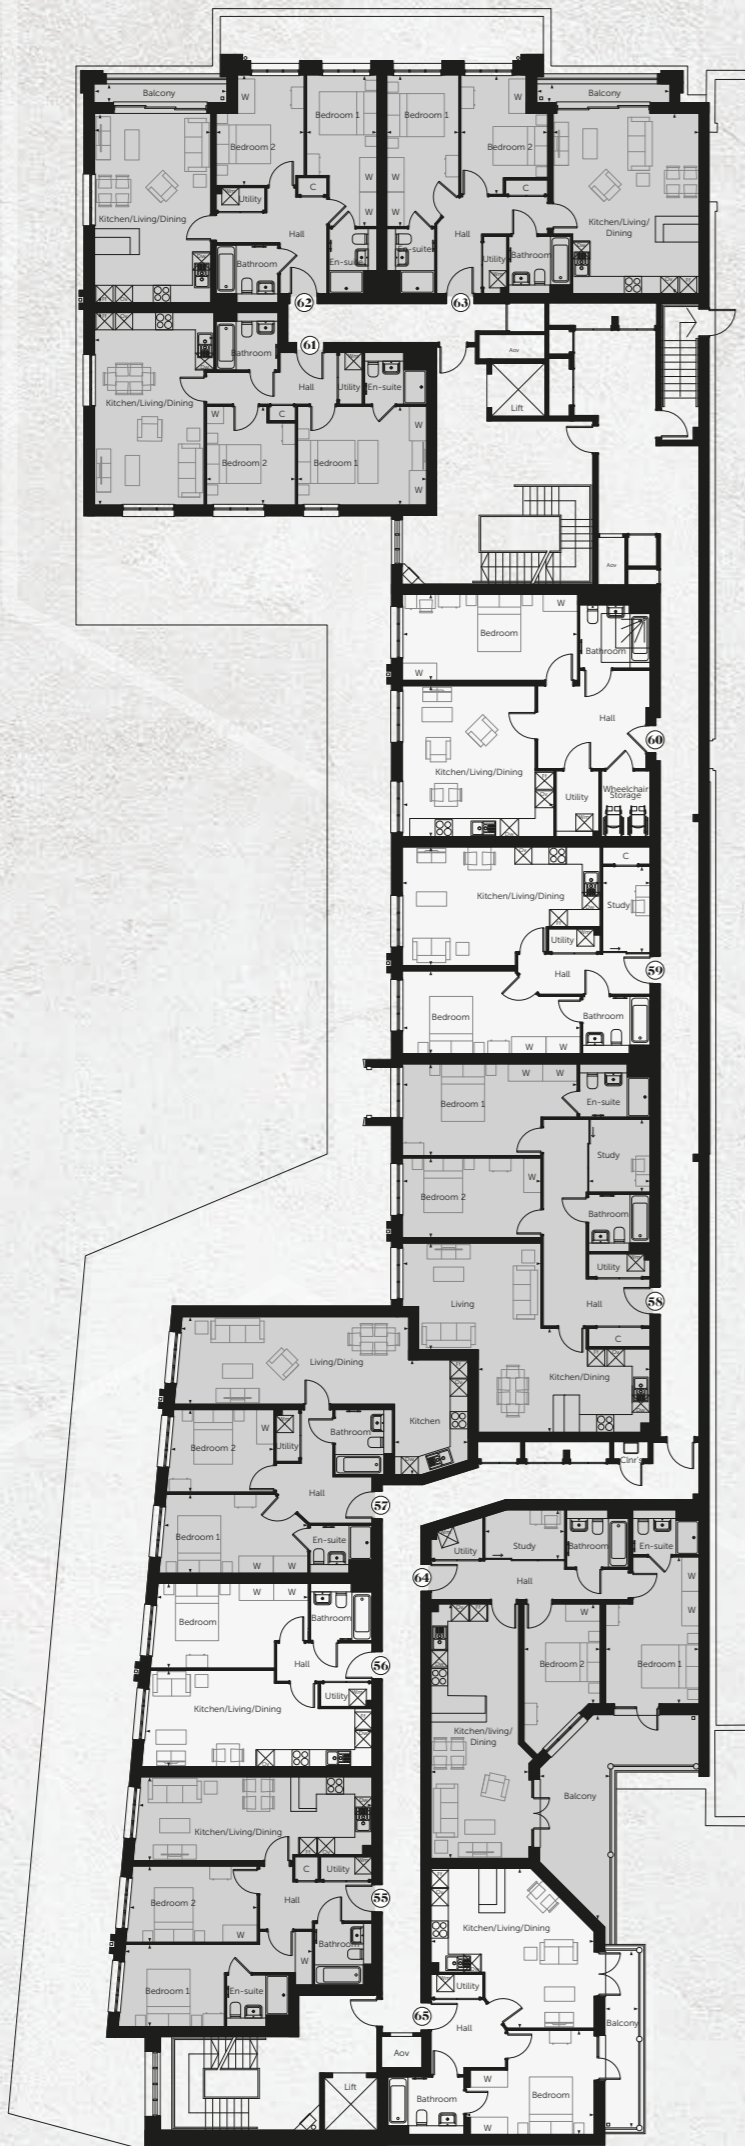 Balcony
Balcony
W
Bedroom 1
Bedroom 1
W
Bedroom 2
Bedroom 2
W
W
C
C
Utility
W
W
Kitchen/Living/Dining
Kitchen/Living/
Dining
Hall
Hall
En-suite
Bathroom
Bathroom
Utility
En-suite
62
63
61
Bathroom
Aov
Hall
Utility
En-suite
Kitchen/Living/Dining
Lift
W
C
W
Bedroom 2
Bedroom 1
W
Aov
W
Bedroom
Bathroom
W
Hall
60
Kitchen/Living/Dining
Wheelchair
Storage
Utility
C
Kitchen/Living/Dining
Study
Utility
Hall
59
Bedroom
Bathroom
W
W
W
W
En-suite
Bedroom 1
Study
W
Bedroom 2
Bathroom
Utility
Living
Hall
58
C
Living/Dining
Kitchen/Dining
Kitchen
W
Bathroom
Bedroom 2
Utility
Clnr's
Hall
57
Bedroom 1
En-suite
W
W
Utility
Study
Bathroom
En-suite
64
Hall
W
W
Bedroom
Bathroom
W
W
W
Hall
56
Bedroom 2
Bedroom 1
Utility
Kitchen/Living/Dining
Kitchen/living/
Dining
Balcony
Kitchen/Living/Dining
C
Utility
55
Bedroom 2
Hall
W
Bathroom
W
Kitchen/Living/Dining
Bedroom 1
En-suite
Utility
65
Hall
Balcony
Aov
Lift
W
Bathroom
Bedroom
W